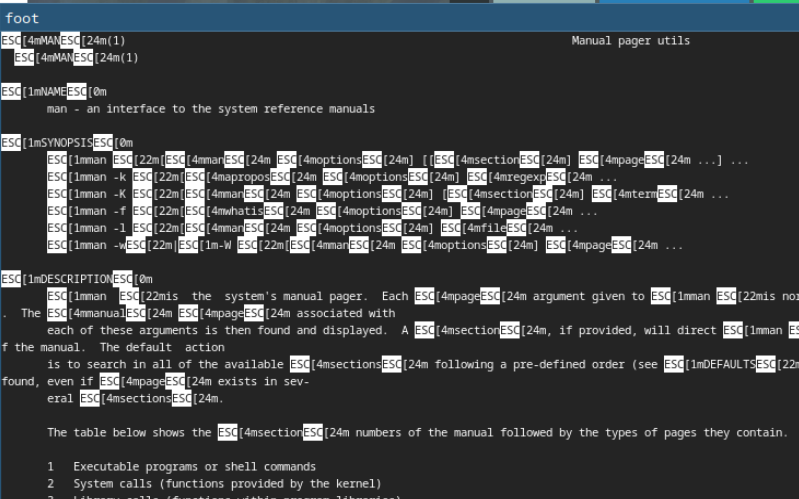 foot
ESC[4mMANESC[24m(1)                    Manual pager utils
  ESC[4mMANESC[24m(1)

ESC[1mNAMEESC[0m
       man - an interface to the system reference manuals

ESC[1mSYNOPSISESC[0m
       ESC[1mman ESC[22m[ESC[4mmanESC[24m ESC[4moptionsESC[24m] [[ESC[4msectionESC[24m] ESC[4mpageESC[24m ...] ...
       ESC[1mman -k ESC[22m[ESC[4maproposESC[24m ESC[4moptionsESC[24m] ESC[4mregexpESC[24m ...
       ESC[1mman -K ESC[22m[ESC[4mmanESC[24m ESC[4moptionsESC[24m] [ESC[4msectionESC[24m] ESC[4mtermESC[24m ...
       ESC[1mman -f ESC[22m[ESC[4mwhatisESC[24m ESC[4moptionsESC[24m] ESC[4mpageESC[24m ...
       ESC[1mman -l ESC[22m[ESC[4mmanESC[24m ESC[4moptionsESC[24m] ESC[4mfileESC[24m ...
       ESC[1mman -wESC[22m|ESC[1m-W ESC[22m[ESC[4mmanESC[24m ESC[4moptionsESC[24m] ESC[4mpageESC[24m ...

ESC[1mDESCRIPTIONESC[0m
       ESC[1mman  ESC[22mis  the  system's manual pager.  Each ESC[4mpageESC[24m argument given to ESC[1mman ESC[22mis nor
.  The ESC[4mmanualESC[24m ESC[4mpageESC[24m associated with
       each of these arguments is then found and displayed.  A ESC[4msectionESC[24m, if provided, will direct ESC[1mman ES
f the manual.  The default  action
       is to search in all of the available ESC[4msectionsESC[24m following a pre-defined order (see ESC[1mDEFAULTSESC[22m
found, even if ESC[4mpageESC[24m exists in sev-
       eral ESC[4msectionsESC[24m.

       The table below shows the ESC[4msectionESC[24m numbers of the manual followed by the types of pages they contain.

       1   Executable programs or shell commands
       2   System calls (functions provided by the kernel)
       3   Library calls (functions within program libraries)